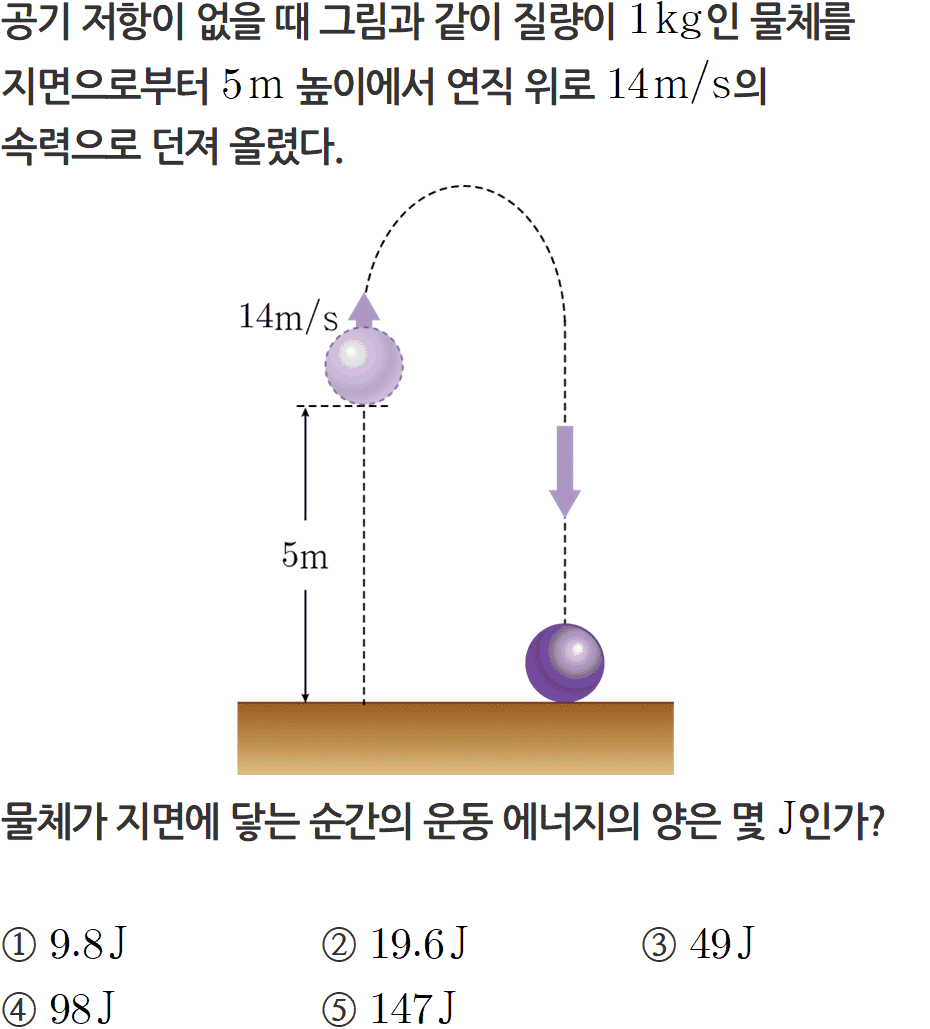 공기 저항이 없을 때 그림과 같이 질량이 1kg인 물체를
지면으로부터 5m 높이에서 연직 위로 14m/s의
속력으로 던져 올렸다.
14m/s
5m
물체가 지면에 닿는 순간의 운동 에너지의 양은 몇 J인가?
① 9.8J ② 19.6J ③ 49J
④ 98J ⑤ 147J